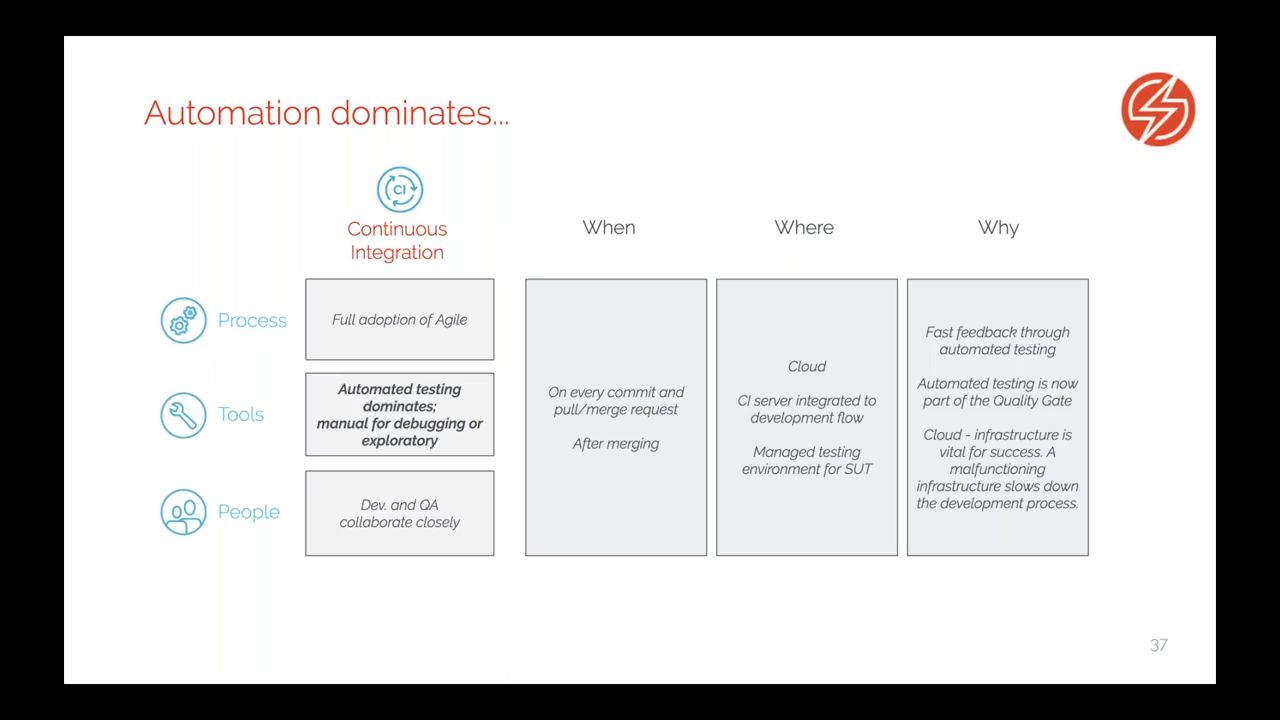 Automation dominates...
CI
Continuous
Integration
When
Where
Why
Process
Full adoption of Agile
Tools
Automated testing
dominates;
manual for debugging or
exploratory
People
Dev. and QA
collaborate closely
On every commit and
pull/merge request
After merging
Cloud
CI server integrated to
development flow
Managed testing
environment for SUT
Fast feedback through
automated testing
Automated testing is now
part of the Quality Gate
Cloud - infrastructure is
vital for success. A
malfunctioning
infrastructure slows down
the development process.
37